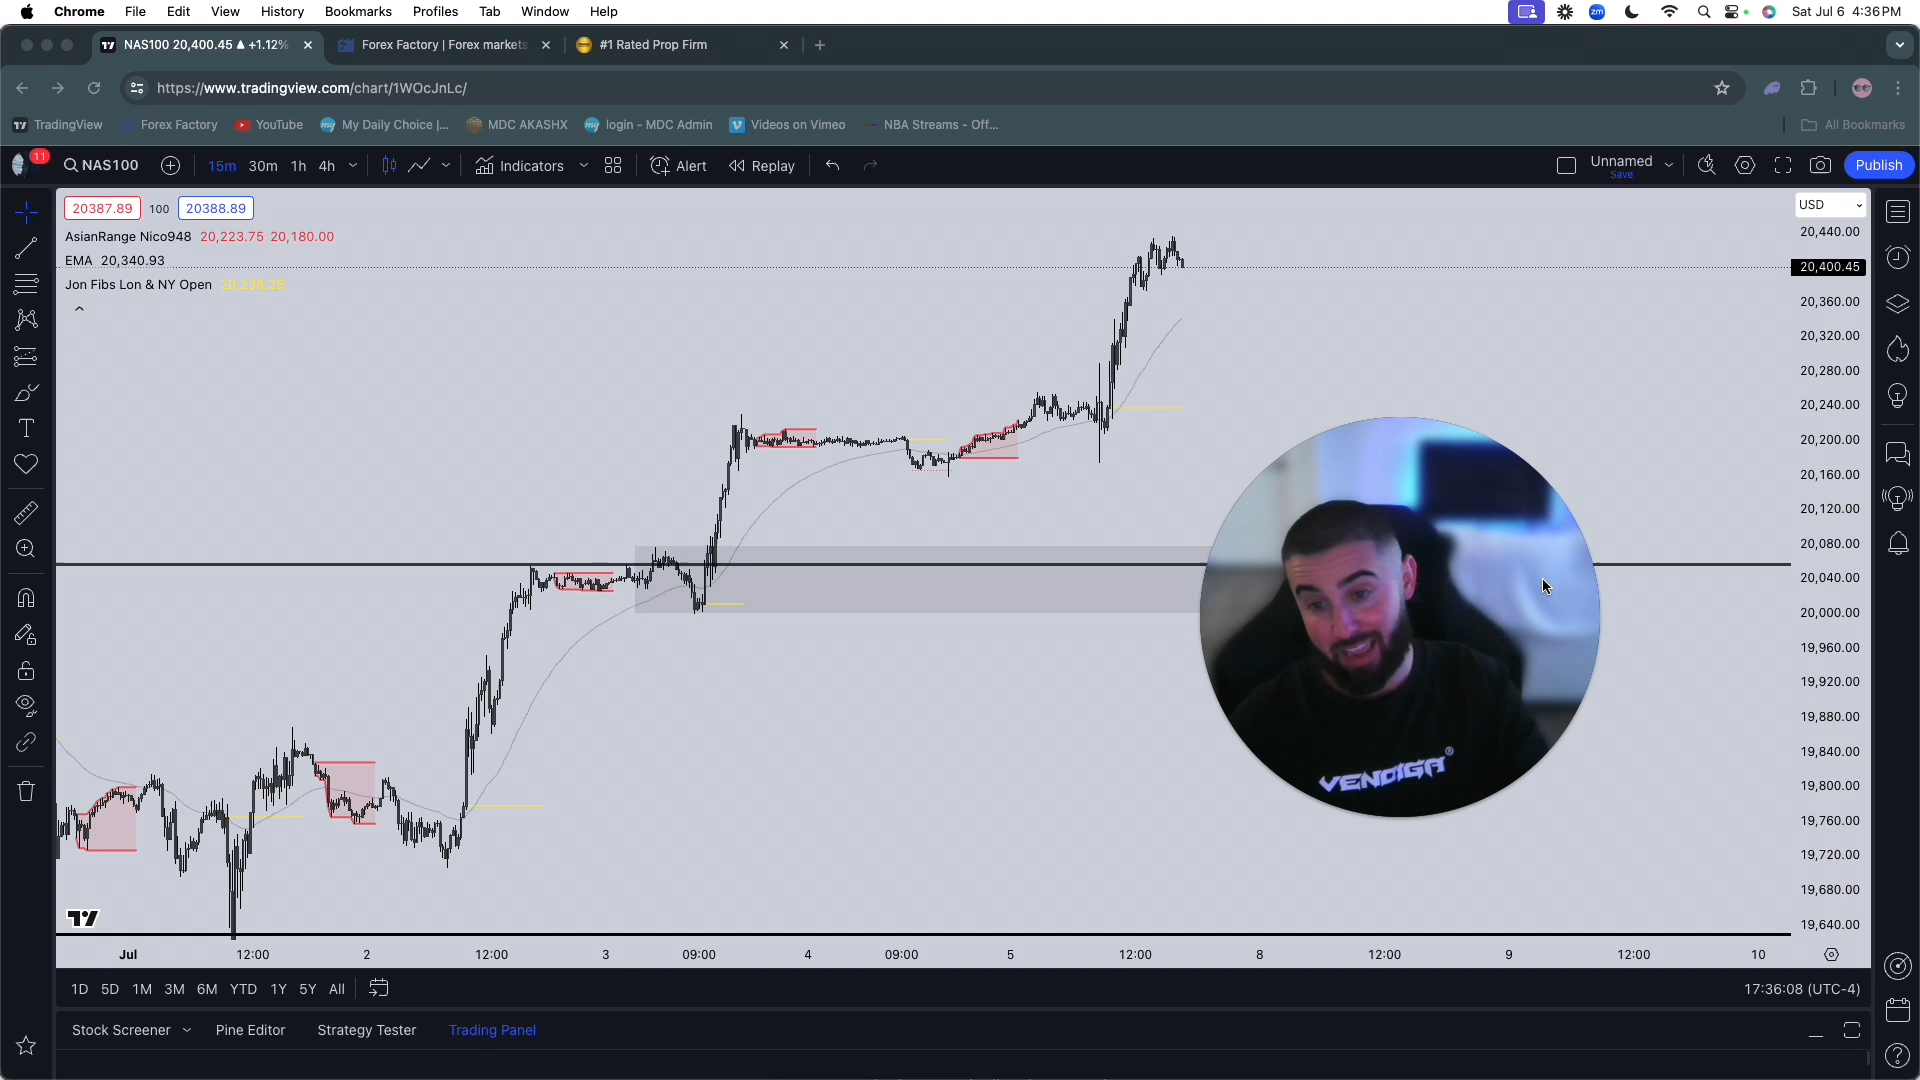 Chrome File Edit View History Bookmarks Profiles Tab Window Help zm Sat Jul 6 4:36 PM
NAS100 20,400.45 ▲ +1.12% Forex Factory | Forex markets #1 Rated Prop Firm
https://www.tradingview.com/chart/1WOcJnLc/
TradingView Forex Factory YouTube My Daily Choice |... MDC AKASHX login - MDC Admin Videos on Vimeo NBA Streams - Off... All Bookmarks
11 NAS100 15m 30m 1h 4h Indicators Alert Replay Unnamed Save Publish
20387.89 100 20388.89 USD
AsianRange Nico948 20,223.75 20,180.00
EMA 20,340.93
Jon Fibs Lon & NY Open 20,238.25
20,440.00
20,400.45
20,360.00
20,320.00
20,280.00
20,240.00
20,200.00
20,160.00
20,120.00
20,080.00
20,040.00
20,000.00
19,960.00
19,920.00
19,880.00
19,840.00
19,800.00
19,760.00
19,720.00
19,680.00
19,640.00
VENDIGA®
Jul 12:00 2 12:00 3 09:00 4 09:00 5 12:00 8 12:00 9 12:00 10
1D 5D 1M 3M 6M YTD 1Y 5Y All 17:36:08 (UTC-4)
Stock Screener Pine Editor Strategy Tester Trading Panel